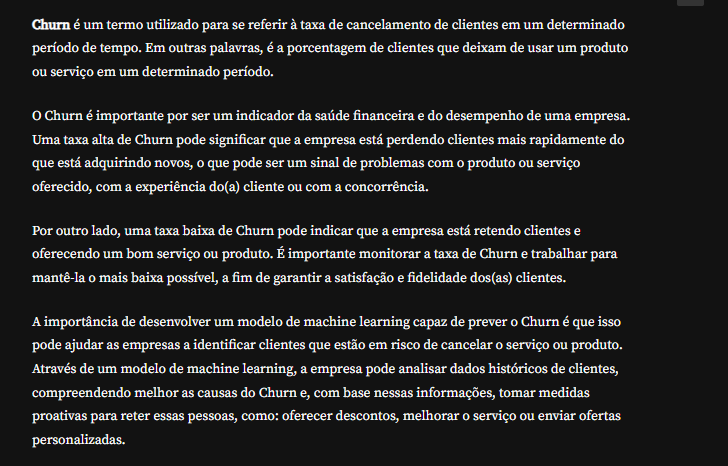 Churn é um termo utilizado para se referir à taxa de cancelamento de clientes em um determinado
período de tempo. Em outras palavras, é a porcentagem de clientes que deixam de usar um produto
ou serviço em um determinado período.
O Churn é importante por ser um indicador da saúde financeira e do desempenho de uma empresa.
Uma taxa alta de Churn pode significar que a empresa está perdendo clientes mais rapidamente do
que está adquirindo novos, o que pode ser um sinal de problemas com o produto ou serviço
oferecido, com a experiência do(a) cliente ou com a concorrência.
Por outro lado, uma taxa baixa de Churn pode indicar que a empresa está retendo clientes e
oferecendo um bom serviço ou produto. É importante monitorar a taxa de Churn e trabalhar para
mantê-la o mais baixa possível, a fim de garantir a satisfação e fidelidade dos(as) clientes.
A importância de desenvolver um modelo de machine learning capaz de prever o Churn é que isso
pode ajudar as empresas a identificar clientes que estão em risco de cancelar o serviço ou produto.
Através de um modelo de machine learning, a empresa pode analisar dados históricos de clientes,
compreendendo melhor as causas do Churn e, com base nessas informações, tomar medidas
proativas para reter essas pessoas, como: oferecer descontos, melhorar o serviço ou enviar ofertas
personalizadas.